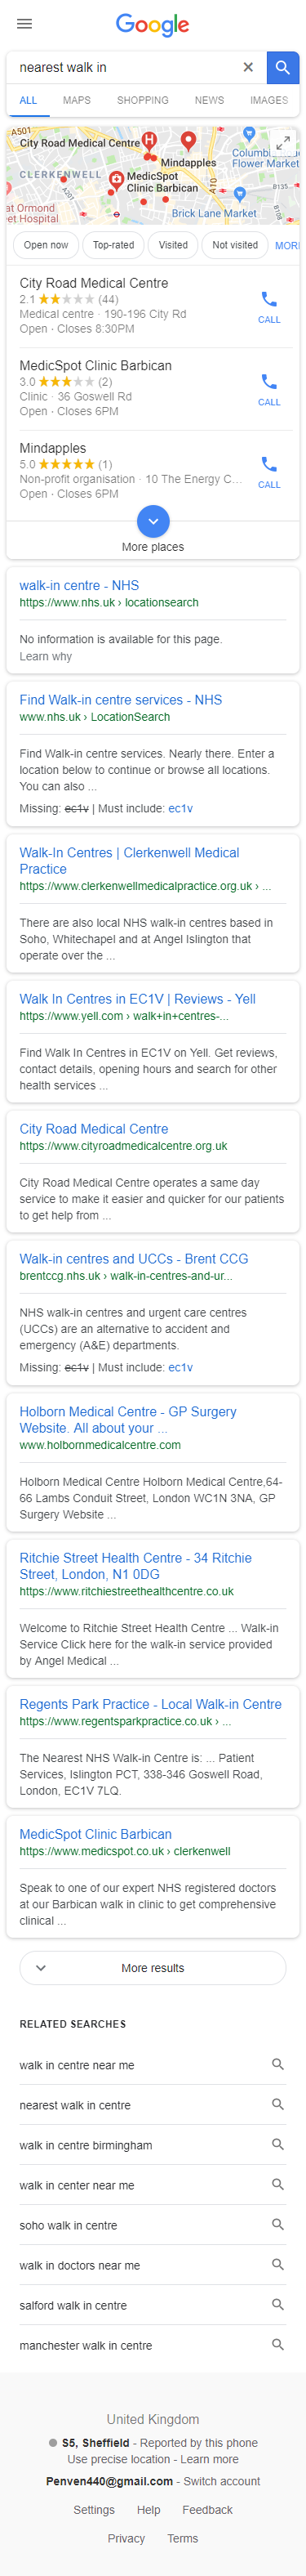 Google
nearest walk in
ALL MAPS SHOPPING NEWS IMAGES
A501
City Road Medical Centre
Mindapples
CLERKENWELL
MedicSpot
Clinic Barbican
A201
A10
Columbia
Flower Market
at Ormond
eet Hospital
Brick Lane Market
B135
B108
Open now Top-rated Visited Not visited MORE
City Road Medical Centre
2.1 (44)
Medical centre · 190-196 City Rd
Open · Closes 8:30PM
CALL
MedicSpot Clinic Barbican
3.0 (2)
Clinic · 36 Goswell Rd
Open · Closes 6PM
CALL
Mindapples
5.0 (1)
Non-profit organisation · 10 The Energy C...
Open · Closes 6PM
CALL
More places
walk-in centre - NHS
https://www.nhs.uk › locationsearch
No information is available for this page.
Learn why
Find Walk-in centre services - NHS
www.nhs.uk › LocationSearch
Find Walk-in centre services. Nearly there. Enter a
location below to continue or browse all locations.
You can also ...
Missing: ec1v | Must include: ec1v
Walk-In Centres | Clerkenwell Medical
Practice
https://www.clerkenwellmedicalpractice.org.uk › ...
There are also local NHS walk-in centres based in
Soho, Whitechapel and at Angel Islington that
operate over the ...
Walk In Centres in EC1V | Reviews - Yell
https://www.yell.com › walk+in+centres-...
Find Walk In Centres in EC1V on Yell. Get reviews,
contact details, opening hours and search for other
health services ...
City Road Medical Centre
https://www.cityroadmedicalcentre.org.uk
City Road Medical Centre operates a same day
service to make it easier and quicker for our patients
to get help from ...
Walk-in centres and UCCs - Brent CCG
brentccg.nhs.uk › walk-in-centres-and-ur...
NHS walk-in centres and urgent care centres
(UCCs) are an alternative to accident and
emergency (A&E) departments.
Missing: ec1v | Must include: ec1v
Holborn Medical Centre - GP Surgery
Website. All about your ...
www.holbornmedicalcentre.com
Holborn Medical Centre Holborn Medical Centre,64-
66 Lambs Conduit Street, London WC1N 3NA, GP
Surgery Website ...
Ritchie Street Health Centre - 34 Ritchie
Street, London, N1 0DG
https://www.ritchiestreethealthcentre.co.uk
Welcome to Ritchie Street Health Centre ... Walk-in
Service Click here for the walk-in service provided
by Angel Medical ...
Regents Park Practice - Local Walk-in Centre
https://www.regentsparkpractice.co.uk › ...
The Nearest NHS Walk-in Centre is: ... Patient
Services, Islington PCT, 338-346 Goswell Road,
London, EC1V 7LQ.
MedicSpot Clinic Barbican
https://www.medicspot.co.uk › clerkenwell
Speak to one of our expert NHS registered doctors
at our Barbican walk in clinic to get comprehensive
clinical ...
More results
RELATED SEARCHES
walk in centre near me
nearest walk in centre
walk in centre birmingham
walk in center near me
soho walk in centre
walk in doctors near me
salford walk in centre
manchester walk in centre
United Kingdom
S5, Sheffield - Reported by this phone
Use precise location - Learn more
Penven440@gmail.com - Switch account
Settings Help Feedback
Privacy Terms